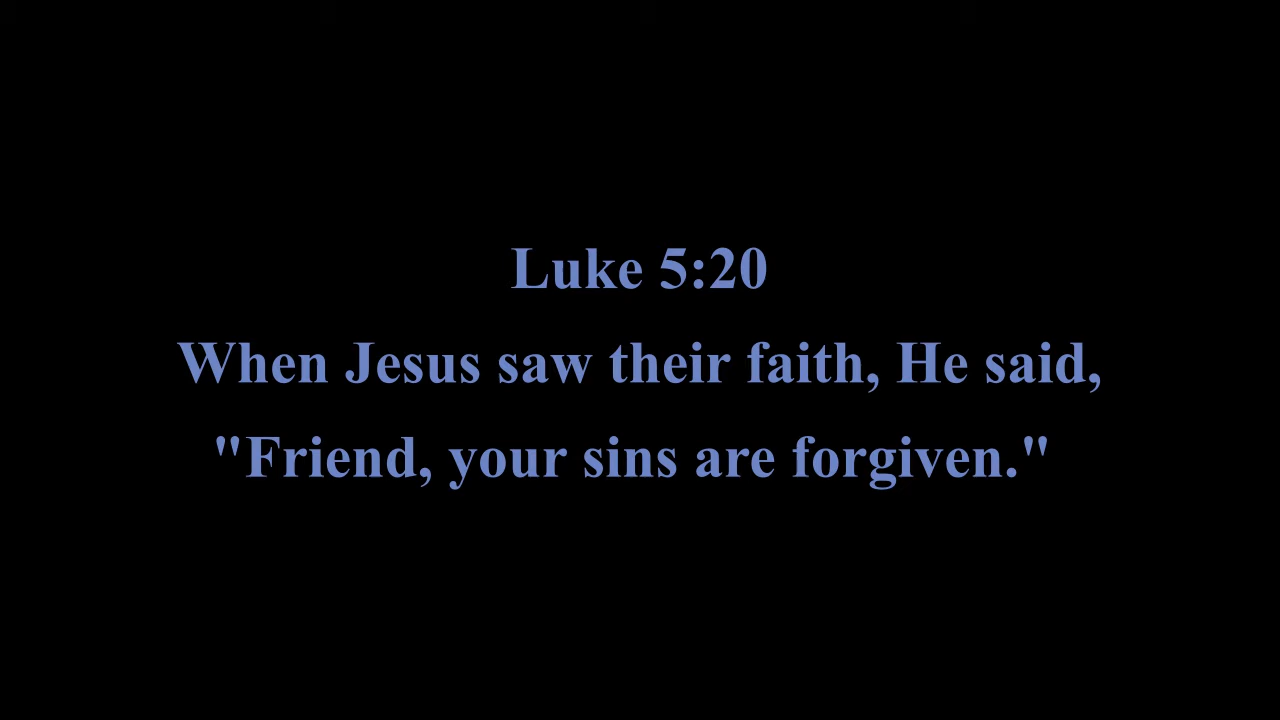 Luke 5:20
When Jesus saw their faith, He said,
"Friend, your sins are forgiven."